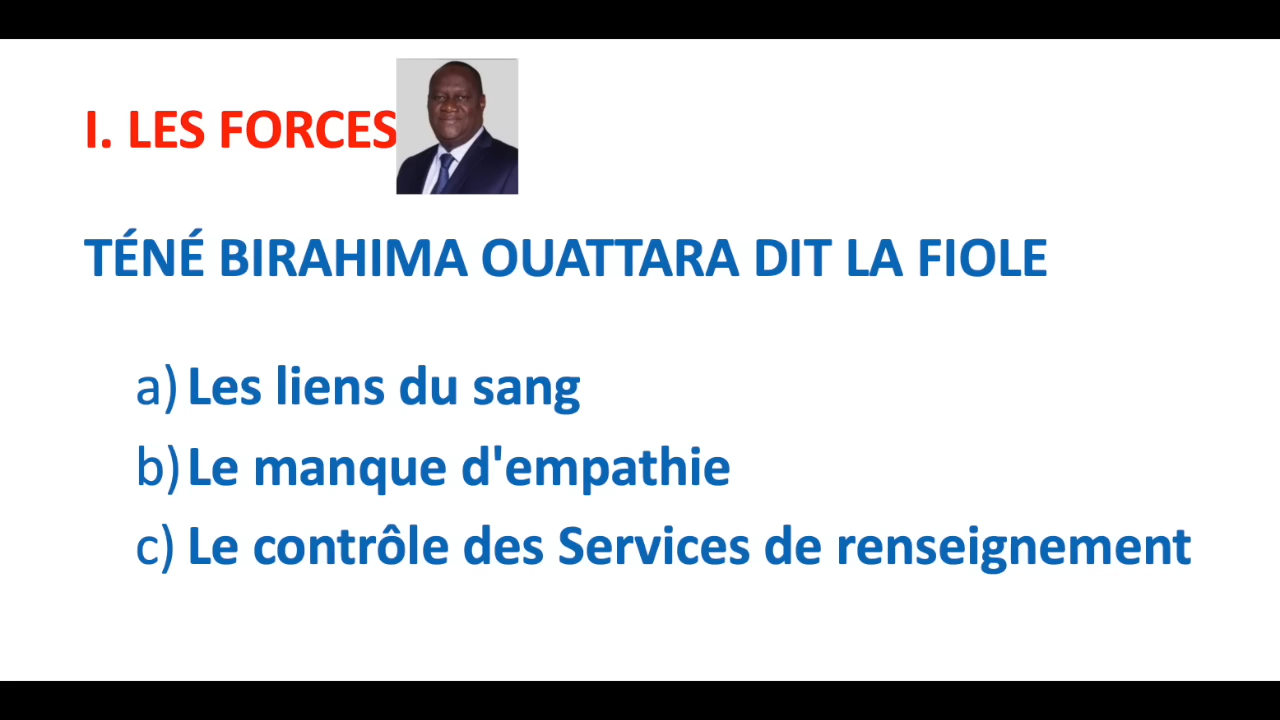 I. LES FORCES
TÉNÉ BIRAHIMA OUATTARA DIT LA FIOLE
a) Les liens du sang
b) Le manque d'empathie
c) Le contrôle des Services de renseignement